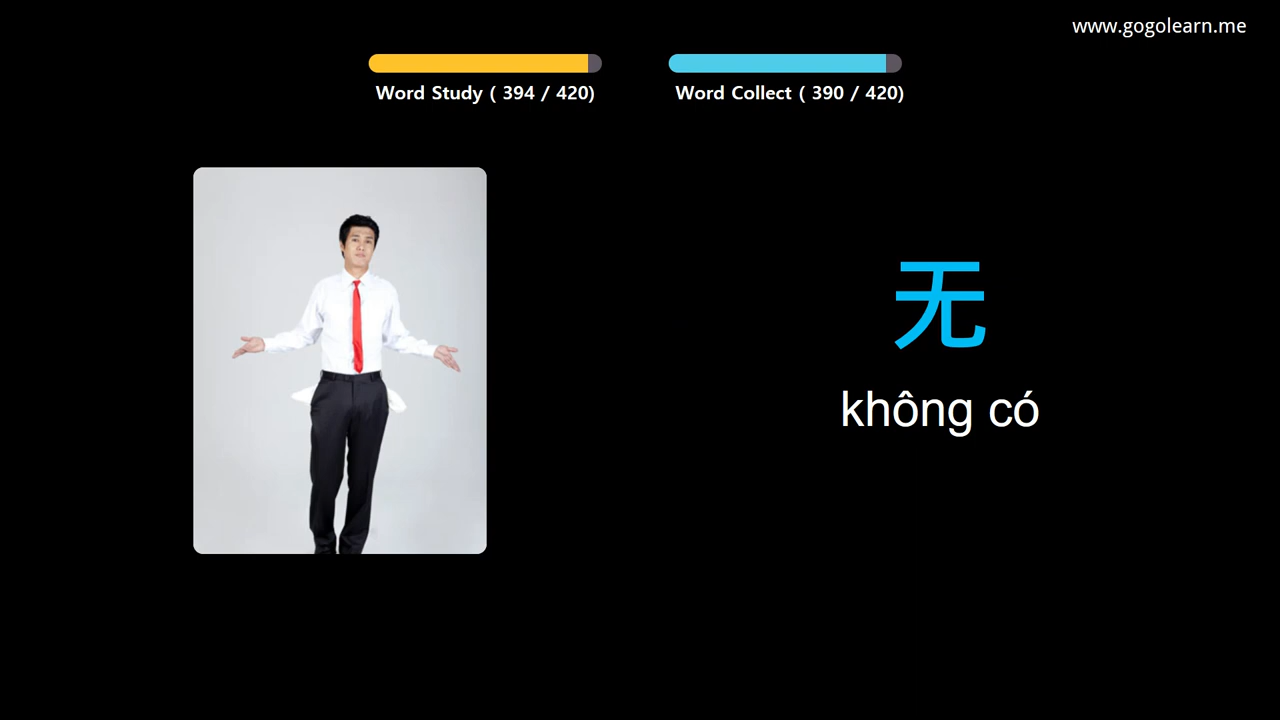 www.gogolearn.me
Word Study ( 394 / 420)
Word Collect ( 390 / 420)
无
không có